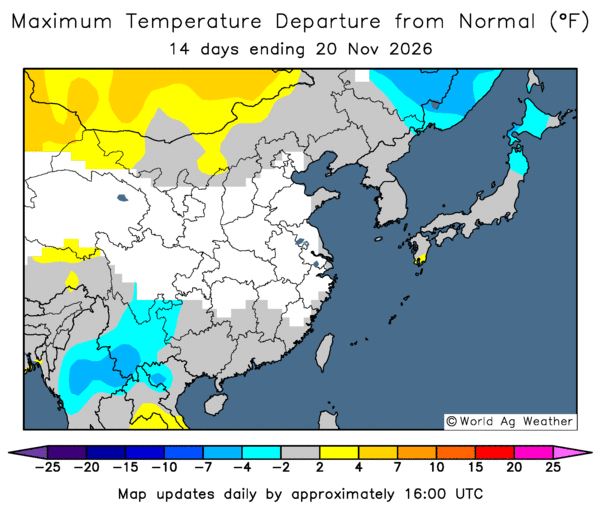 Maximum Temperature Departure from Normal (°F)
14 days ending 20 Nov 2026
© World Ag Weather
-25 -20 -15 -10 -7 -4 -2 2 4 7 10 15 20 25
Map updates daily by approximately 16:00 UTC